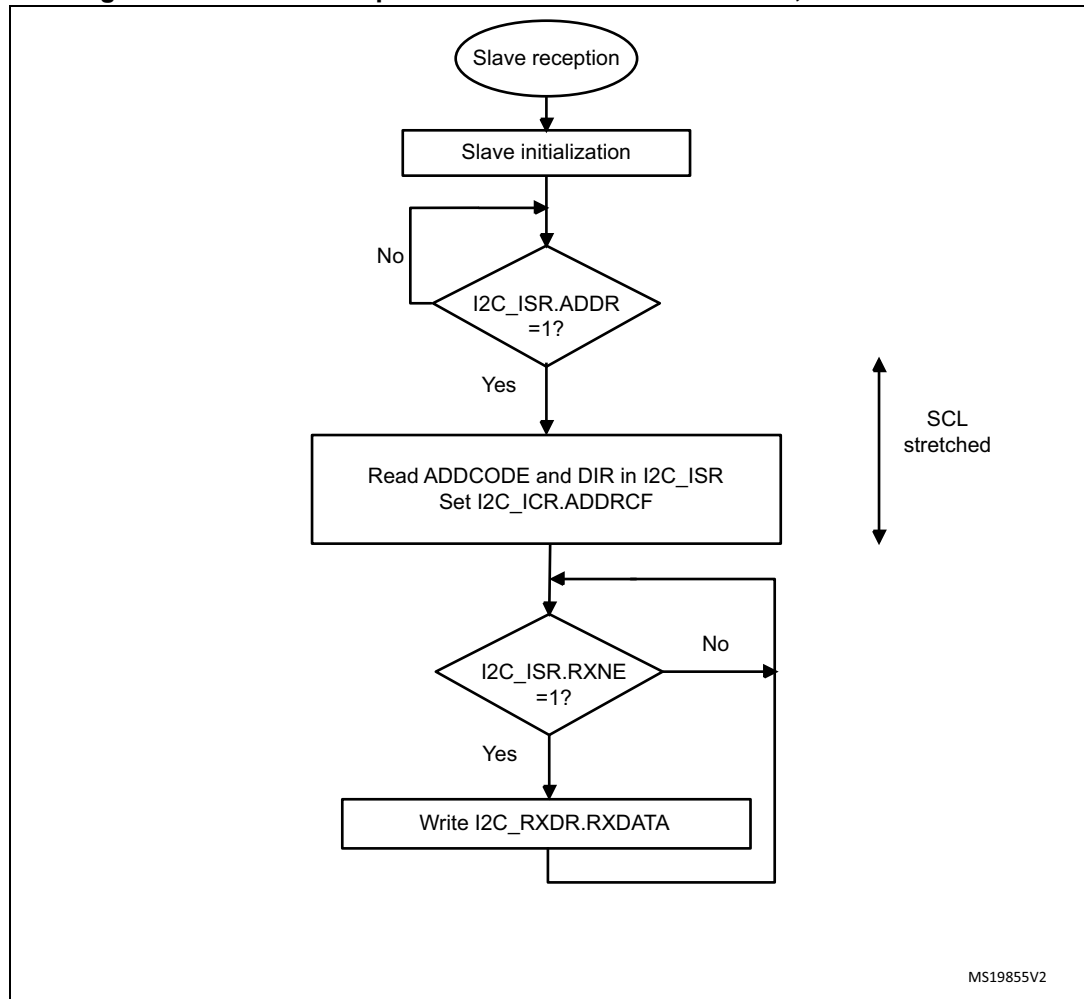 Slave reception
Slave initialization
No
I2C_ISR.ADDR
=1?
Yes
SCL
stretched
Read ADDCODE and DIR in I2C_ISR
Set I2C_ICR.ADDRCF
No
I2C_ISR.RXNE
=1?
Yes
Write I2C_RXDR.RXDATA
MS19855V2